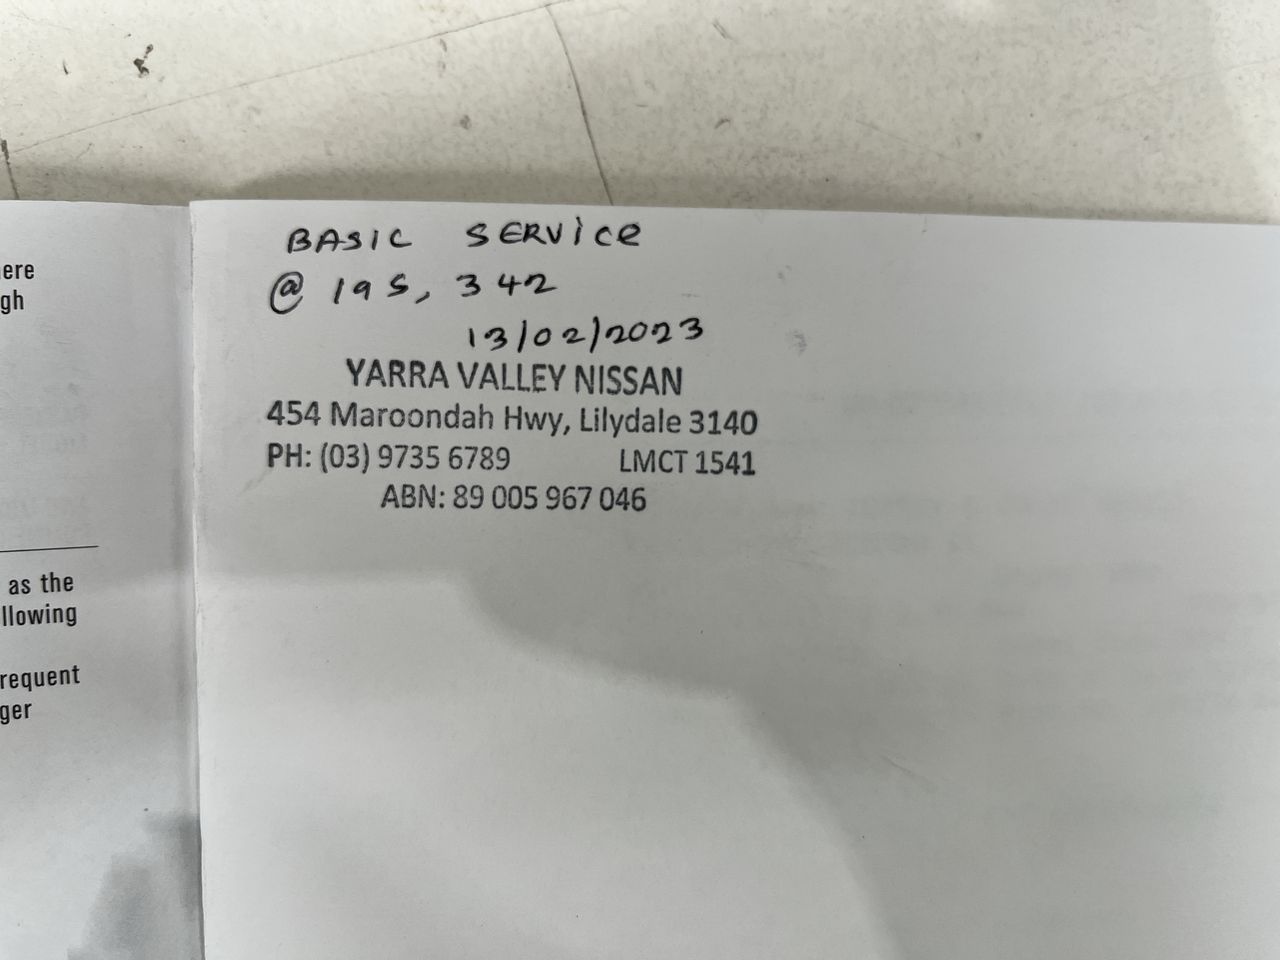 ere
gh
as the
llowing
requent
ger
BASIC SERVICE
@ 195, 342
13/02/2023
YARRA VALLEY NISSAN
454 Maroondah Hwy, Lilydale 3140
PH: (03) 9735 6789 LMCT 1541
ABN: 89 005 967 046